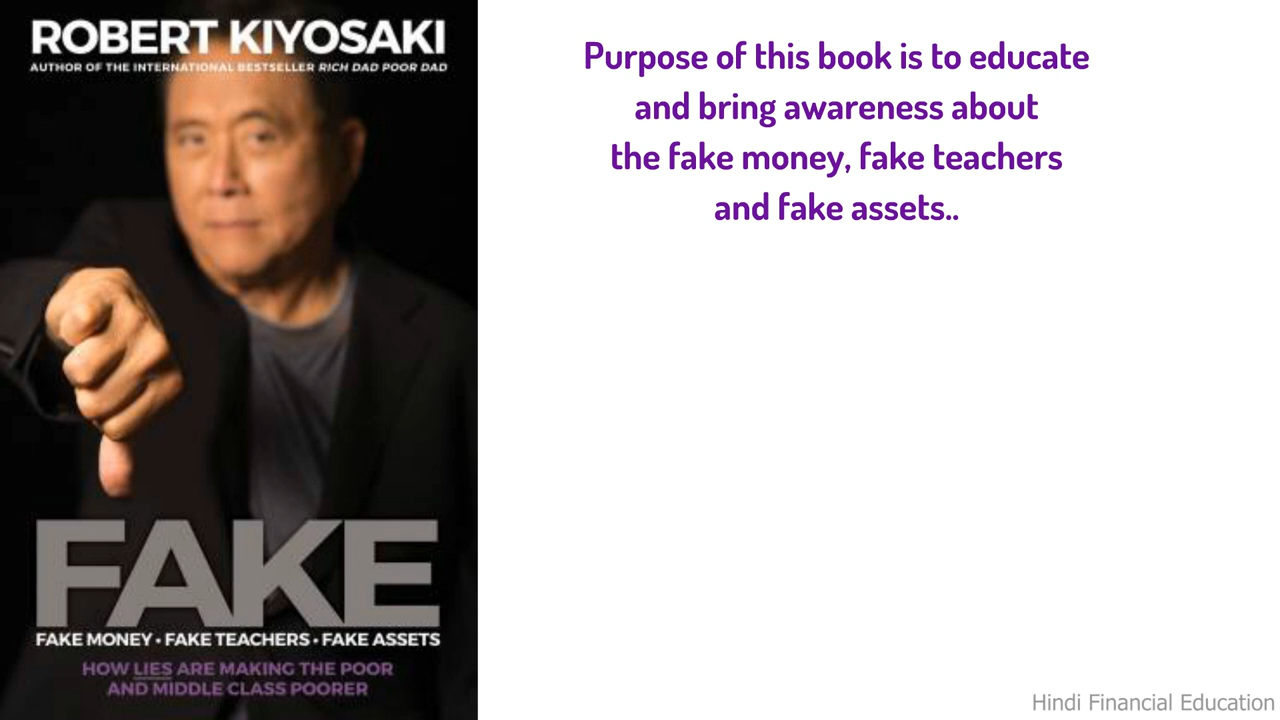 ROBERT KIYOSAKI
AUTHOR OF THE INTERNATIONAL BESTSELLER RICH DAD POOR DAD
FAKE
FAKE MONEY • FAKE TEACHERS • FAKE ASSETS
HOW LIES ARE MAKING THE POOR
AND MIDDLE CLASS POORER
Purpose of this book is to educate
and bring awareness about
the fake money, fake teachers
and fake assets..
Hindi Financial Education